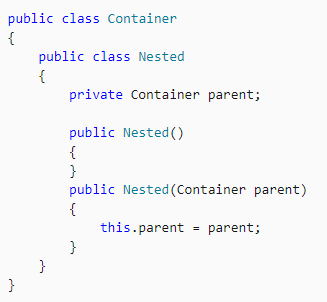 public class Container
{
    public class Nested
    {
        private Container parent;

        public Nested()
        {
        }
        public Nested(Container parent)
        {
            this.parent = parent;
        }
    }
}